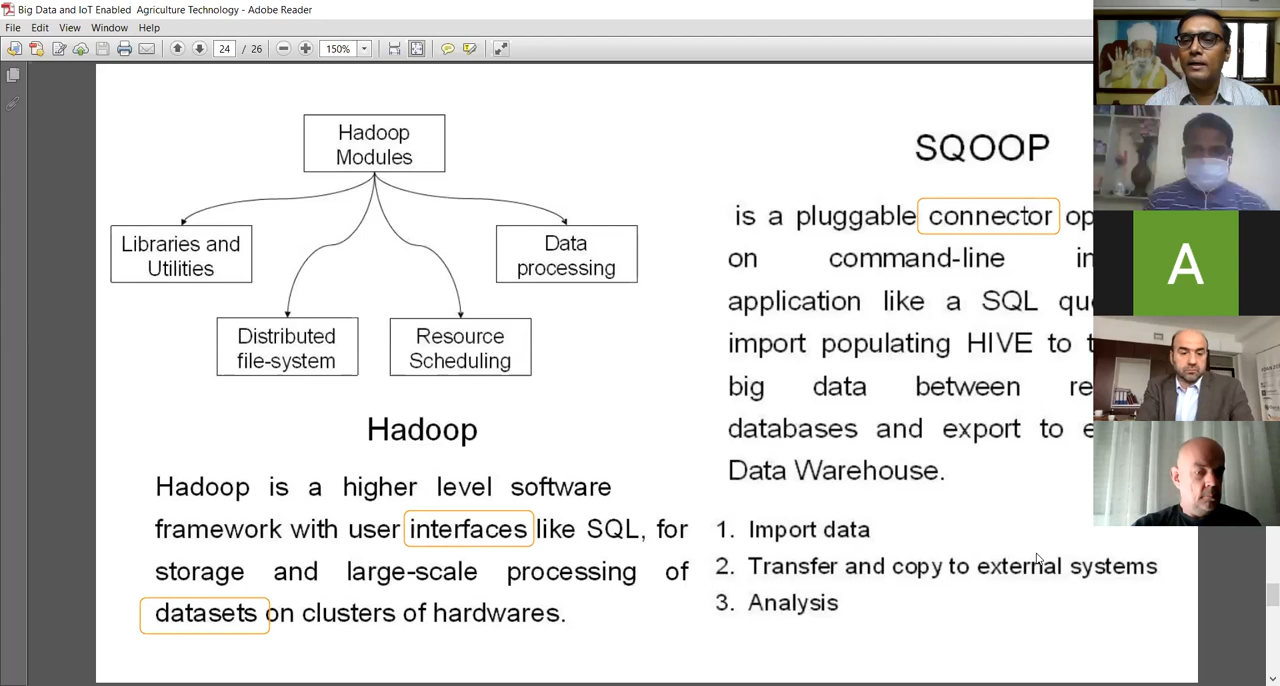 Big Data and IoT Enabled Agriculture Technology - Adobe Reader
File Edit View Window Help
24 / 26 150%
Hadoop
Modules
Libraries and
Utilities
Data
processing
Distributed
file-system
Resource
Scheduling
Hadoop
Hadoop is a higher level software
framework with user interfaces like SQL, for
storage and large-scale processing of
datasets on clusters of hardwares.
SQOOP
is a pluggable connector op
on command-line in
application like a SQL qu
import populating HIVE to t
big data between re
databases and export to e
Data Warehouse.
1. Import data
2. Transfer and copy to external systems
3. Analysis
A